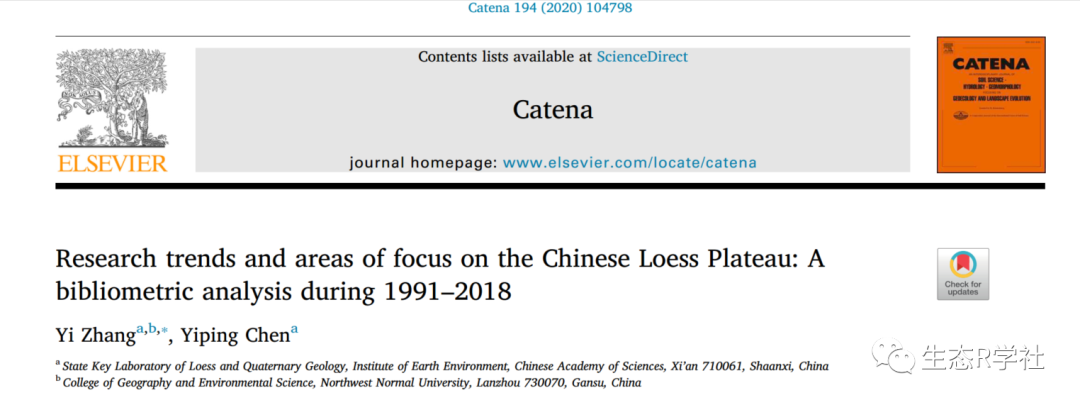 Catena 194 (2020) 104798
Contents lists available at ScienceDirect
Catena
journal homepage: www.elsevier.com/locate/catena
ELSEVIER
CATENA
SOIL SCIENCE
HYDROLOGY - GEOMORPHOLOGY
GEOECOLOGY AND LANDSCAPE EVOLUTION
Research trends and areas of focus on the Chinese Loess Plateau: A
bibliometric analysis during 1991–2018
Check for
updates
Yi Zhang a,b,*, Yiping Chen a
a State Key Laboratory of Loess and Quaternary Geology, Institute of Earth Environment, Chinese Academy of Sciences, Xi'an 710061, Shaanxi, China
b College of Geography and Environmental Science, Northwest Normal University, Lanzhou 730070, Gansu, China
生态R学社